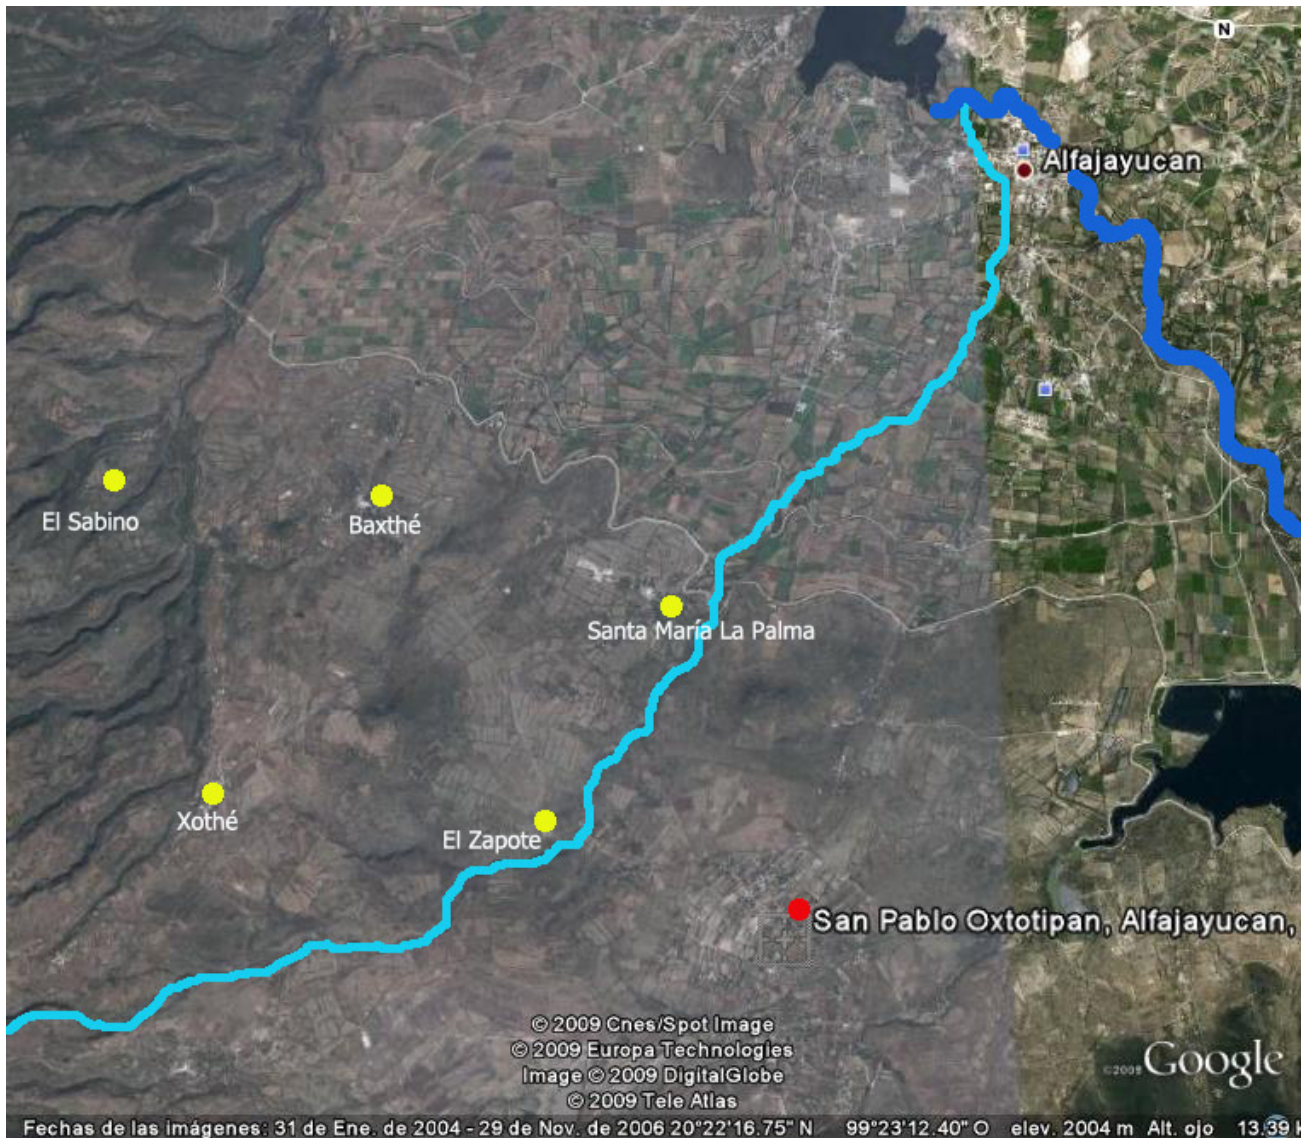 N
Alfajayucan
El Sabino
Baxthé
Santa María La Palma
Xothé
El Zapote
San Pablo Oxtotipan, Alfajayucan,
© 2009 Cnes/Spot Image
© 2009 Europa Technologies
Image © 2009 DigitalGlobe
© 2009 Tele Atlas
©2009 Google
Fechas de las imágenes: 31 de Ene. de 2004 - 29 de Nov. de 2006 20°22'16.75" N 99°23'12.40" O elev. 2004 m Alt. ojo 13.39 k